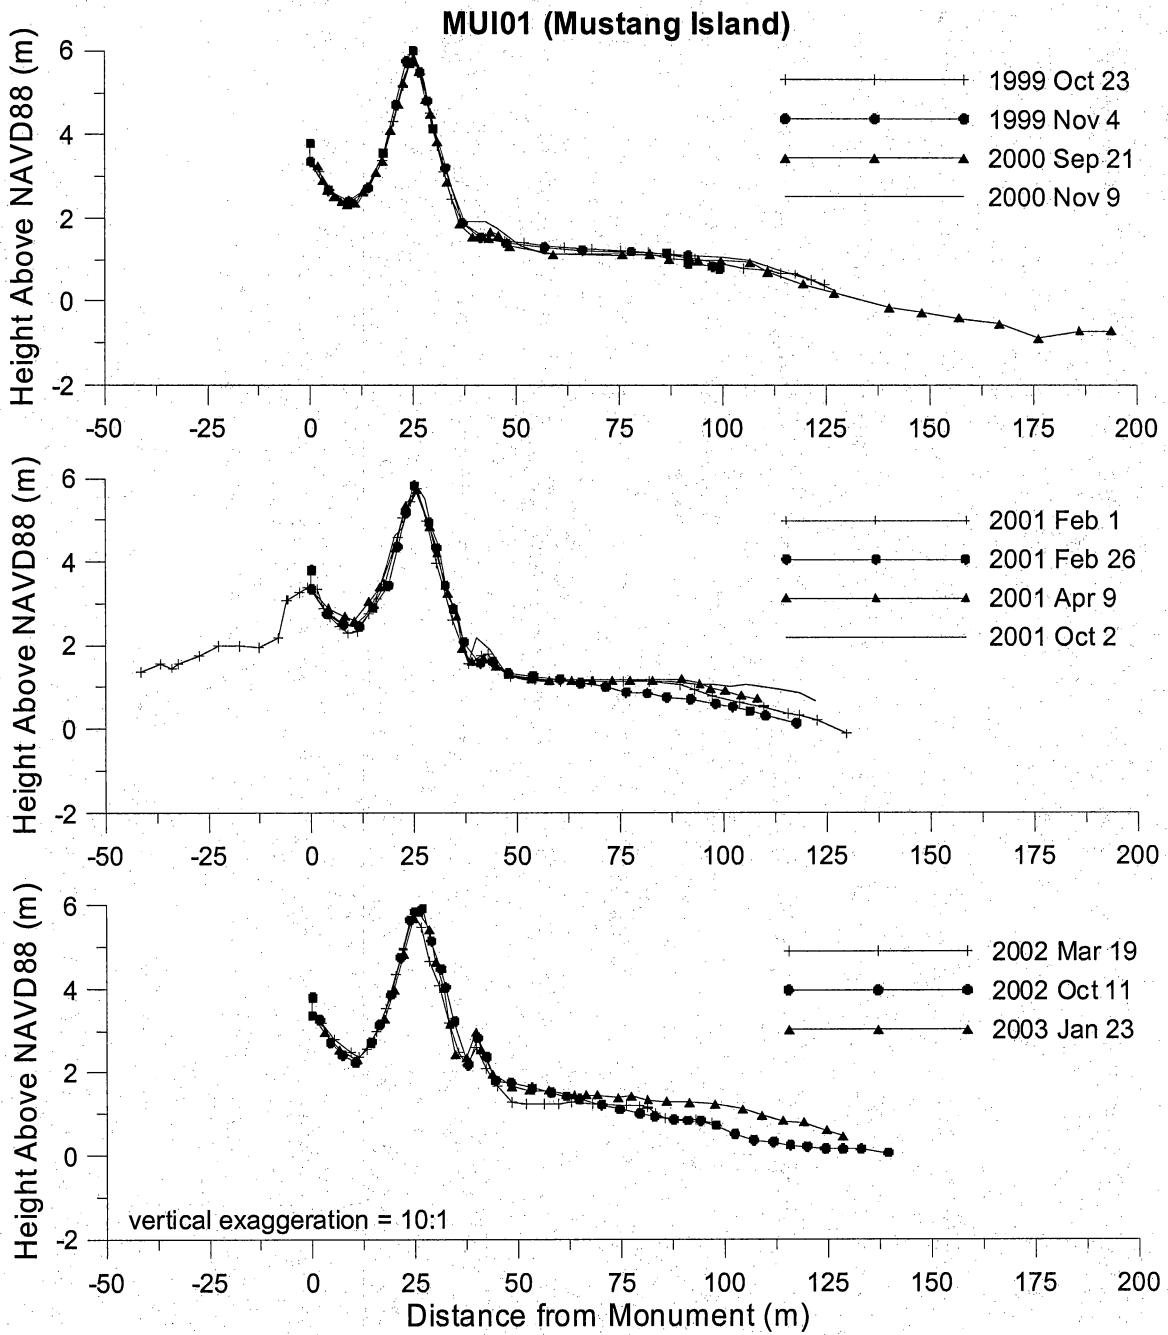 MUI01 (Mustang Island)
Height Above NAVD88 (m)
6
4
2
0
-2
1999 Oct 23
1999 Nov 4
2000 Sep 21
2000 Nov 9
-50 -25 0 25 50 75 100 125 150 175 200
Height Above NAVD88 (m)
6
4
2
0
-2
2001 Feb 1
2001 Feb 26
2001 Apr 9
2001 Oct 2
-50 -25 0 25 50 75 100 125 150 175 200
Height Above NAVD88 (m)
6
4
2
0
-2
2002 Mar 19
2002 Oct 11
2003 Jan 23
vertical exaggeration = 10:1
-50 -25 0 25 50 75 100 125 150 175 200
Distance from Monument (m)